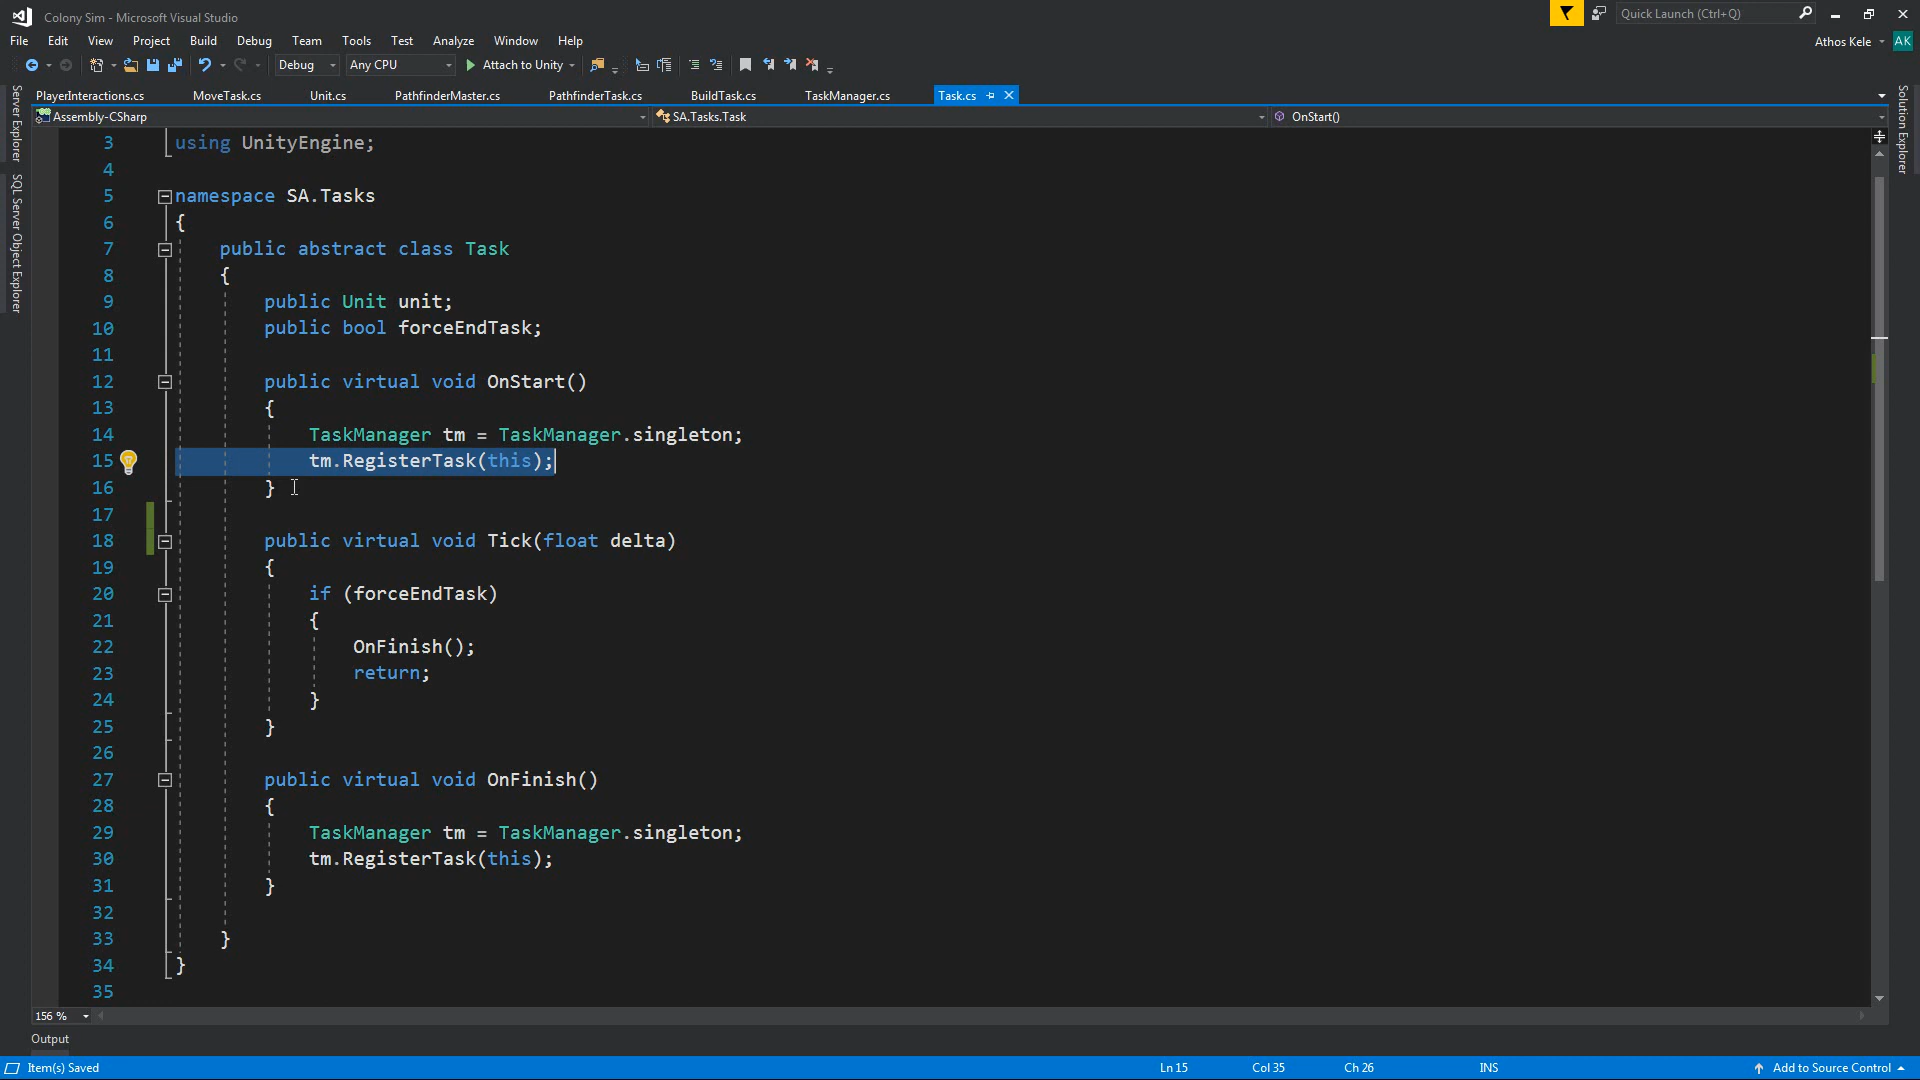 Colony Sim - Microsoft Visual Studio
Quick Launch (Ctrl+Q)
File Edit View Project Build Debug Team Tools Test Analyze Window Help
Athos Kele AK
Debug Any CPU Attach to Unity
PlayerInteractions.cs MoveTask.cs Unit.cs PathfinderMaster.cs PathfinderTask.cs BuildTask.cs TaskManager.cs Task.cs
Assembly-CSharp SA.Tasks.Task OnStart()
Server Explorer
SQL Server Object Explorer
Solution Explorer
3 using UnityEngine;
4
5 namespace SA.Tasks
6 {
7 public abstract class Task
8 {
9 public Unit unit;
10 public bool forceEndTask;
11
12 public virtual void OnStart()
13 {
14 TaskManager tm = TaskManager.singleton;
15 tm.RegisterTask(this);
16 }
17
18 public virtual void Tick(float delta)
19 {
20 if (forceEndTask)
21 {
22 OnFinish();
23 return;
24 }
25 }
26
27 public virtual void OnFinish()
28 {
29 TaskManager tm = TaskManager.singleton;
30 tm.RegisterTask(this);
31 }
32
33 }
34 }
35
156 %
Output
Item(s) Saved Ln 15 Col 35 Ch 26 INS Add to Source Control